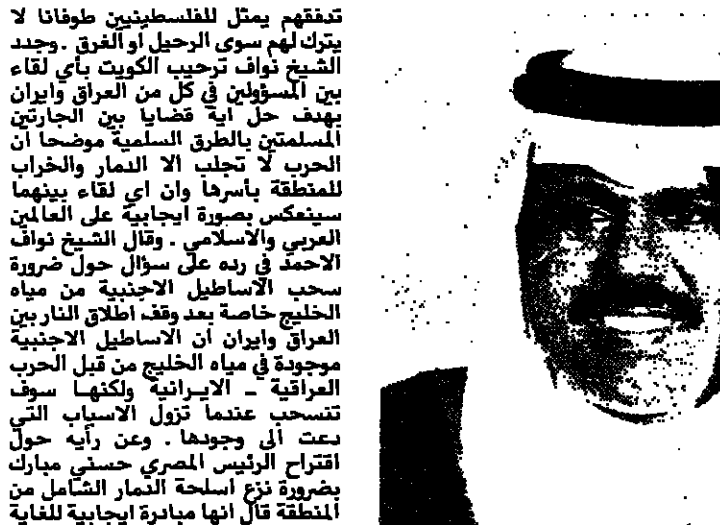 تدفقهم يمثل للفلسطينيين طوفانا لا
يترك لهم سوى الرحيل او الغرق . وجدد
الشيخ نواف ترحيب الكويت بأي لقاء
بين المسؤولين في كل من العراق وايران
بهدف حل اية قضايا بين الجارتين
المسلمتين بالطرق السلمية موضحا ان
الحرب لا تجلب الا الدمار والخراب
للمنطقة بأسرها وان اي لقاء بينهما
سينعكس بصورة ايجابية على العالمين
العربي والاسلامي . وقال الشيخ نواف
الاحمد في رده على سؤال حول ضرورة
سحب الاساطيل الاجنبية من مياه
الخليج خاصة بعد وقف اطلاق النار بين
العراق وايران ان الاساطيل الاجنبية
موجودة في مياه الخليج من قبل الحرب
العراقية ــ الايـرانية ولكنهـا سوف
تنسحب عندما تزول الاسباب التي
دعت الى وجودها . وعن رأيه حول
اقتراح الرئيس المصري حسني مبارك
بضرورة نزع اسلحة الدمار الشامل من
المنطقة قال انها مبادرة ايجابية للغاية